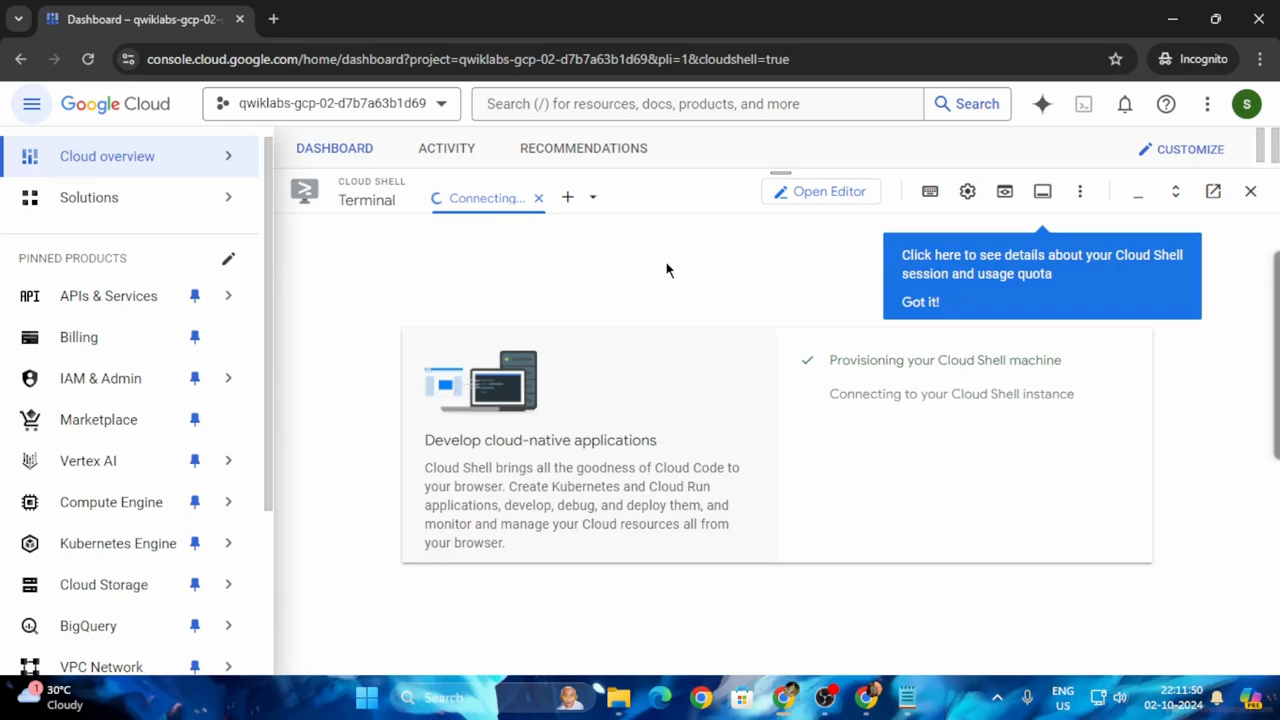 Dashboard – qwiklabs-gcp-02-
console.cloud.google.com/home/dashboard?project=qwiklabs-gcp-02-d7b7a63b1d69&pli=1&cloudshell=true
Incognito
Google Cloud
qwiklabs-gcp-02-d7b7a63b1d69
Search (/) for resources, docs, products, and more
Search
S
Cloud overview
Solutions
PINNED PRODUCTS
API
APIs & Services
Billing
IAM & Admin
Marketplace
Vertex AI
Compute Engine
Kubernetes Engine
Cloud Storage
BigQuery
VPC Network
DASHBOARD
ACTIVITY
RECOMMENDATIONS
CUSTOMIZE
CLOUD SHELL
Terminal
Connecting...
Open Editor
Click here to see details about your Cloud Shell
session and usage quota
Got it!
Develop cloud-native applications
Cloud Shell brings all the goodness of Cloud Code to
your browser. Create Kubernetes and Cloud Run
applications, develop, debug, and deploy them, and
monitor and manage your Cloud resources all from
your browser.
Provisioning your Cloud Shell machine
Connecting to your Cloud Shell instance
1
30°C
Cloudy
Search
ENG
US
22:11:50
02-10-2024
PRE